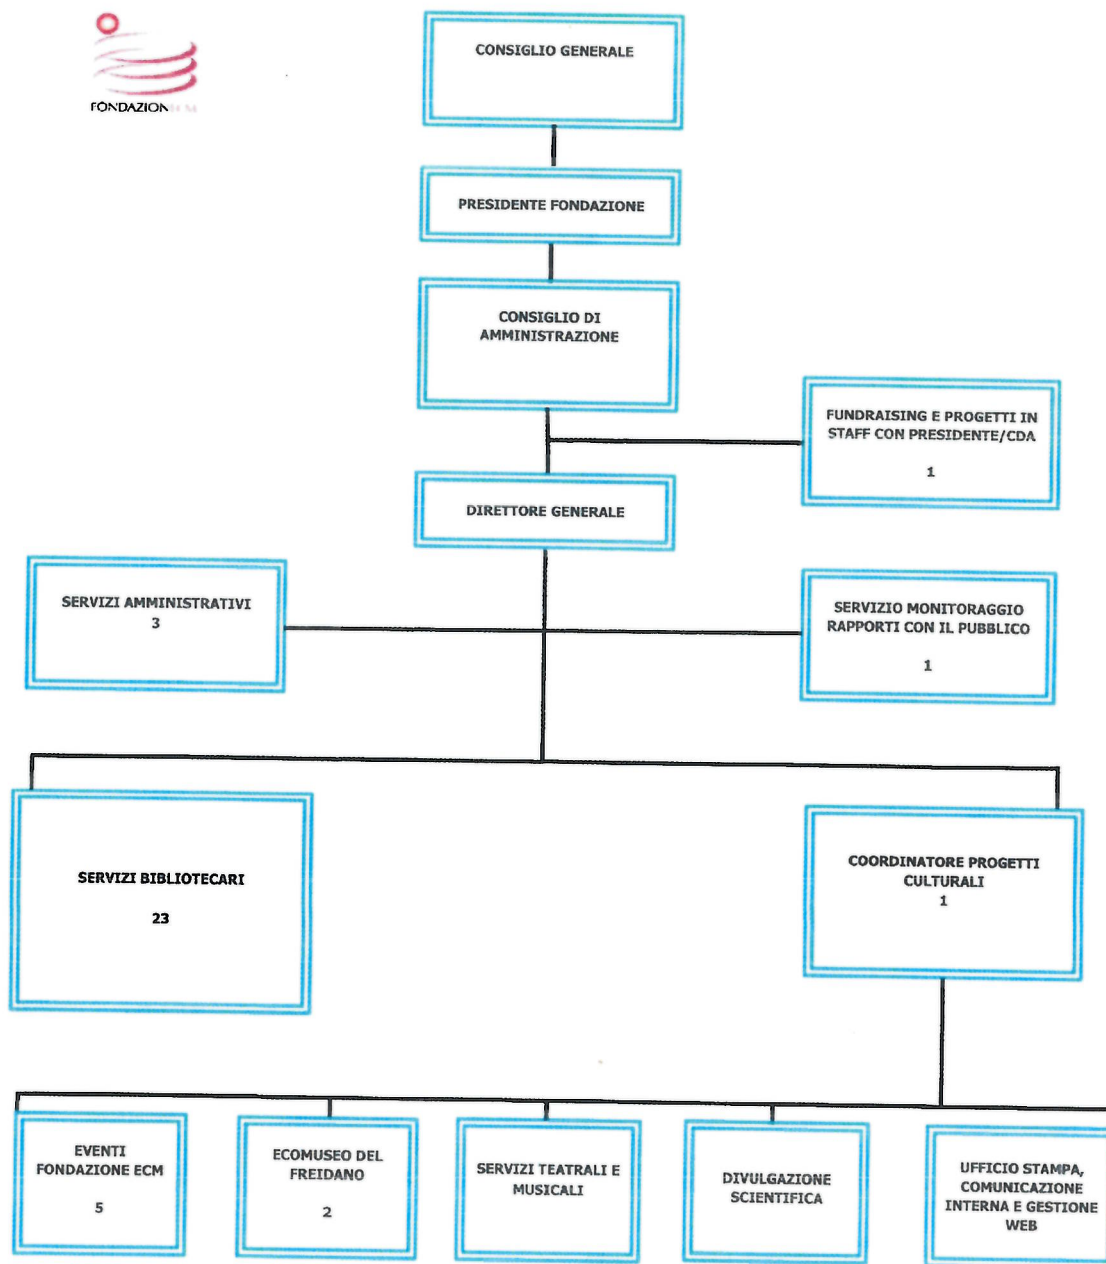 FONDAZIONECM
CONSIGLIO GENERALE
PRESIDENTE FONDAZIONE
CONSIGLIO DI
AMMINISTRAZIONE
FUNDRAISING E PROGETTI IN
STAFF CON PRESIDENTE/CDA
1
DIRETTORE GENERALE
SERVIZI AMMINISTRATIVI
3
SERVIZIO MONITORAGGIO
RAPPORTI CON IL PUBBLICO
1
SERVIZI BIBLIOTECARI
23
COORDINATORE PROGETTI
CULTURALI
1
EVENTI
FONDAZIONE ECM
5
ECOMUSEO DEL
FREIDANO
2
SERVIZI TEATRALI E
MUSICALI
DIVULGAZIONE
SCIENTIFICA
UFFICIO STAMPA,
COMUNICAZIONE
INTERNA E GESTIONE
WEB